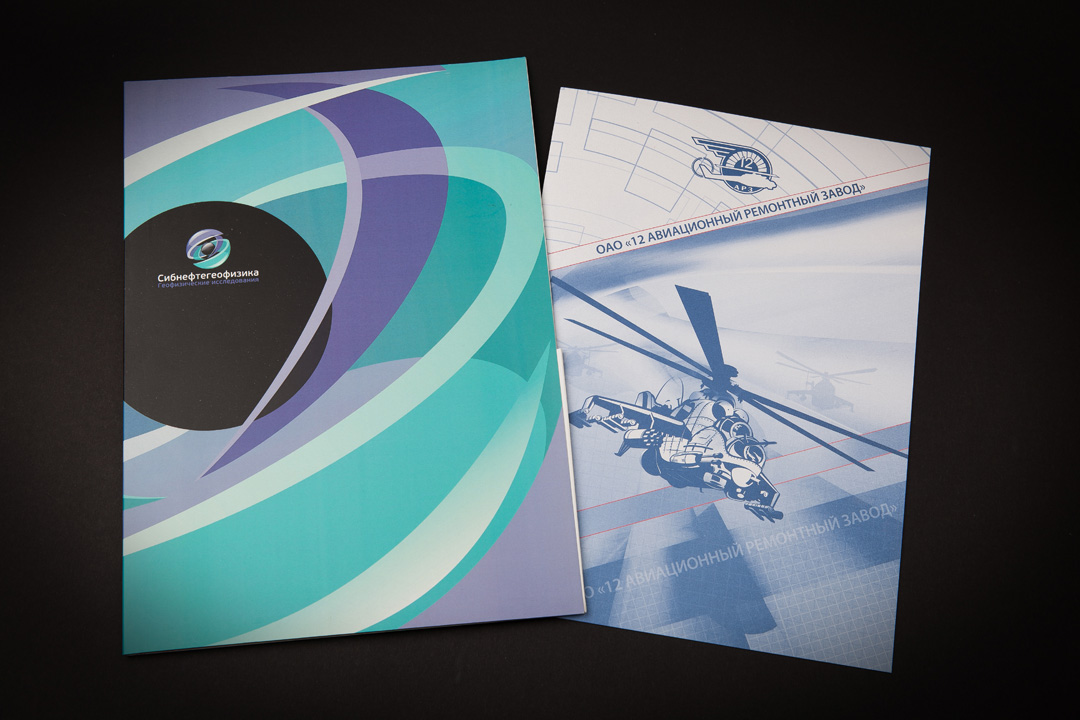 Сибнефтегеофизика
Геофизические исследования
12
АРЗ
ОАО «12 АВИАЦИОННЫЙ РЕМОНТНЫЙ ЗАВОД»
О «12 АВИАЦИОННЫЙ РЕМОНТНЫЙ ЗАВОД»